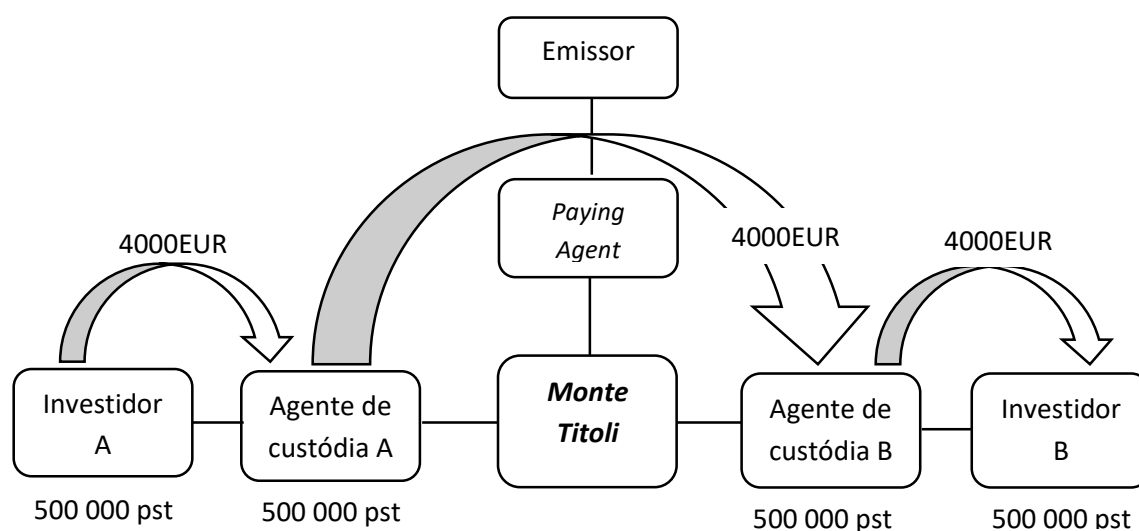 Emissor
Paying
Agent
4000EUR
4000EUR
4000EUR
Investidor
A
Agente de
custódia A
Monte
Titoli
Agente de
custódia B
Investidor
B
500 000 pst
500 000 pst
500 000 pst
500 000 pst